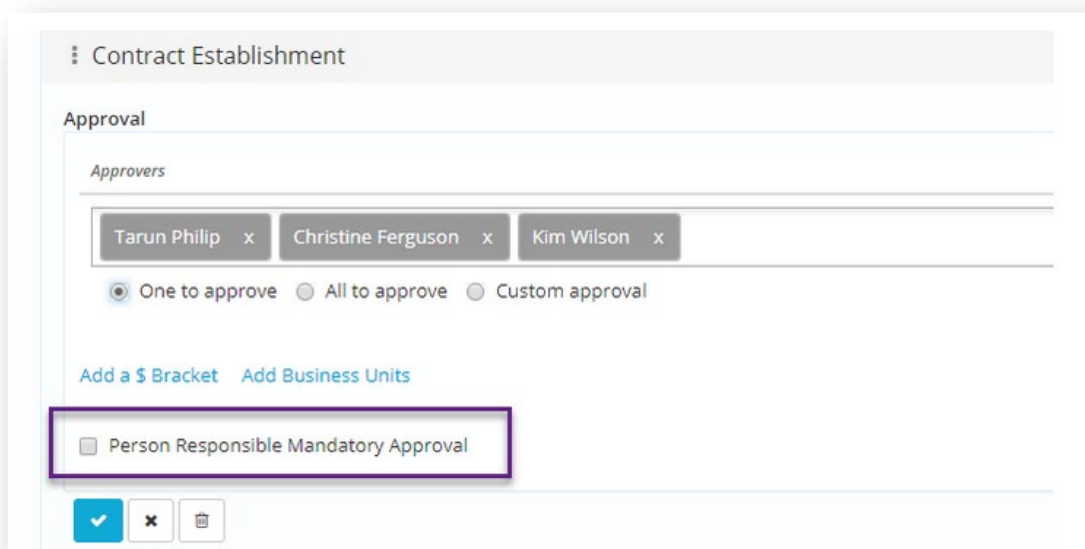 Contract Establishment
Approval
Approvers
Tarun Philip x Christine Ferguson x Kim Wilson x
One to approve All to approve Custom approval
Add a $ Bracket Add Business Units
Person Responsible Mandatory Approval